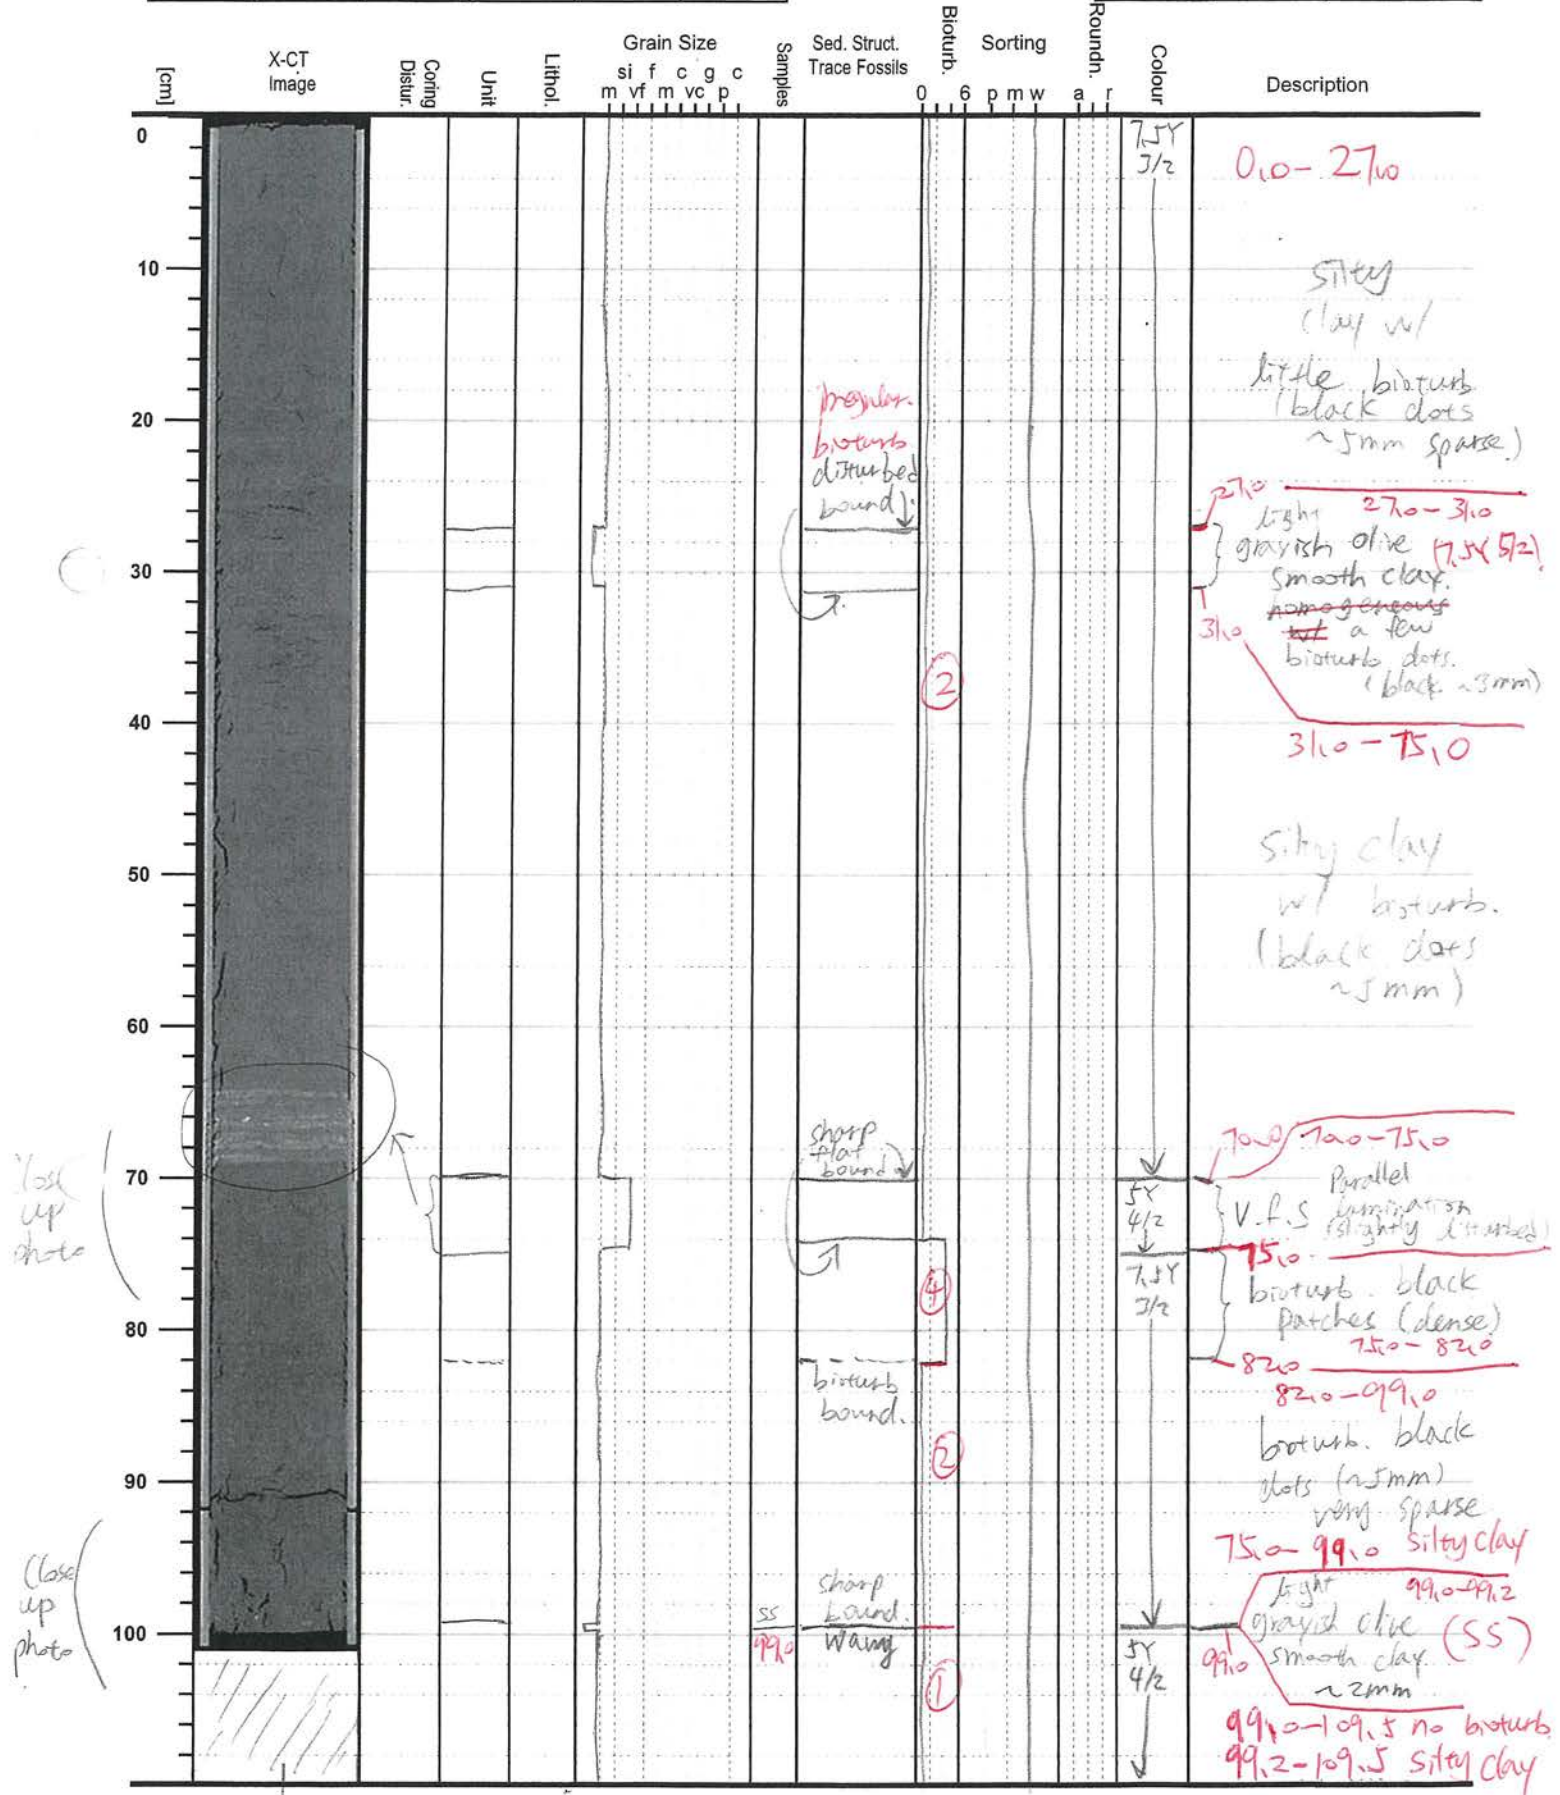 [cm]
X-CT
Image
Coring
Distur.
Unit
Lithol.
Grain Size
si f c g c
m vf m vc p
Samples
Sed. Struct.
Trace Fossils
Bioturb.
0 6
Sorting
p m w
Roundn.
a r
Colour
Description
0
10
20
30
40
50
60
70
80
90
100
Close
up
photo
Close
up
photo
irregular.
bioturb
disturbed
bound.
sharp
flat
bound.
bioturb
bound.
SS
99.0
sharp
bound.
wavy
2
4
2
1
7.5Y
3/2
5Y
4/2
7.5Y
3/2
5Y
4/2
0.0 - 27.0
silty
clay w/
little bioturb
(black dots
~5mm sparse.)
27.0
27.0 - 31.0
light
grayish olive (7.5Y 5/2)
smooth clay.
homogeneous
w/ a few
bioturb dots.
(black ~3mm)
31.0
31.0 - 75.0
silty clay
w/ bioturb.
(black dots
~5mm)
70.0 70.0 - 75.0
Parallel
V.f.S lamination
(slightly disturbed)
75.0
bioturb. black
patches (dense)
75.0 - 82.0
82.0
82.0 - 99.0
bioturb. black
dots (~5mm)
very sparse
75.0 - 99.0 silty clay
light 99.0-99.2
grayish olive (SS)
99.0 smooth clay
~2mm
99.0-109.5 no bioturb.
99.2-109.5 silty clay